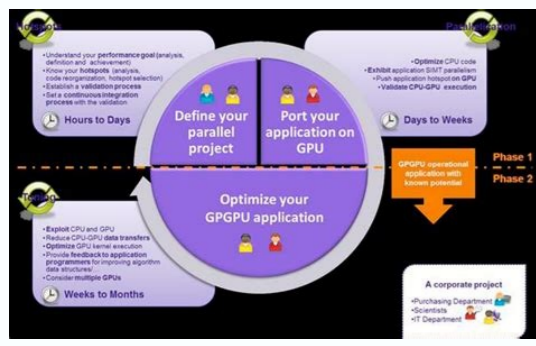 Hotspots
•Understand your performance goal (analysis,
definition and achievement)
•Know your hotspots (analysis,
code reorganization, hotspot selection)
•Establish a validation process
•Set a continuous integration
process with the validation
Hours to Days
Parallelization
•Optimize CPU code
•Exhibit application SIMT parallelism
•Push application hotspot on GPU
•Validate CPU-GPU execution
Days to Weeks
Define your
parallel
project
Port your
application on
GPU
Phase 1
Phase 2
GPGPU operational
application with
known potential
Optimize your
GPGPU application
Tuning
•Exploit CPU and GPU
•Reduce CPU-GPU data transfers
•Optimize GPU kernel execution
•Provide feedback to application
programmers for improving algorithm
data structures/…
•Consider multiple GPUs
Weeks to Months
A corporate project
•Purchasing Department
•Scientists
•IT Department